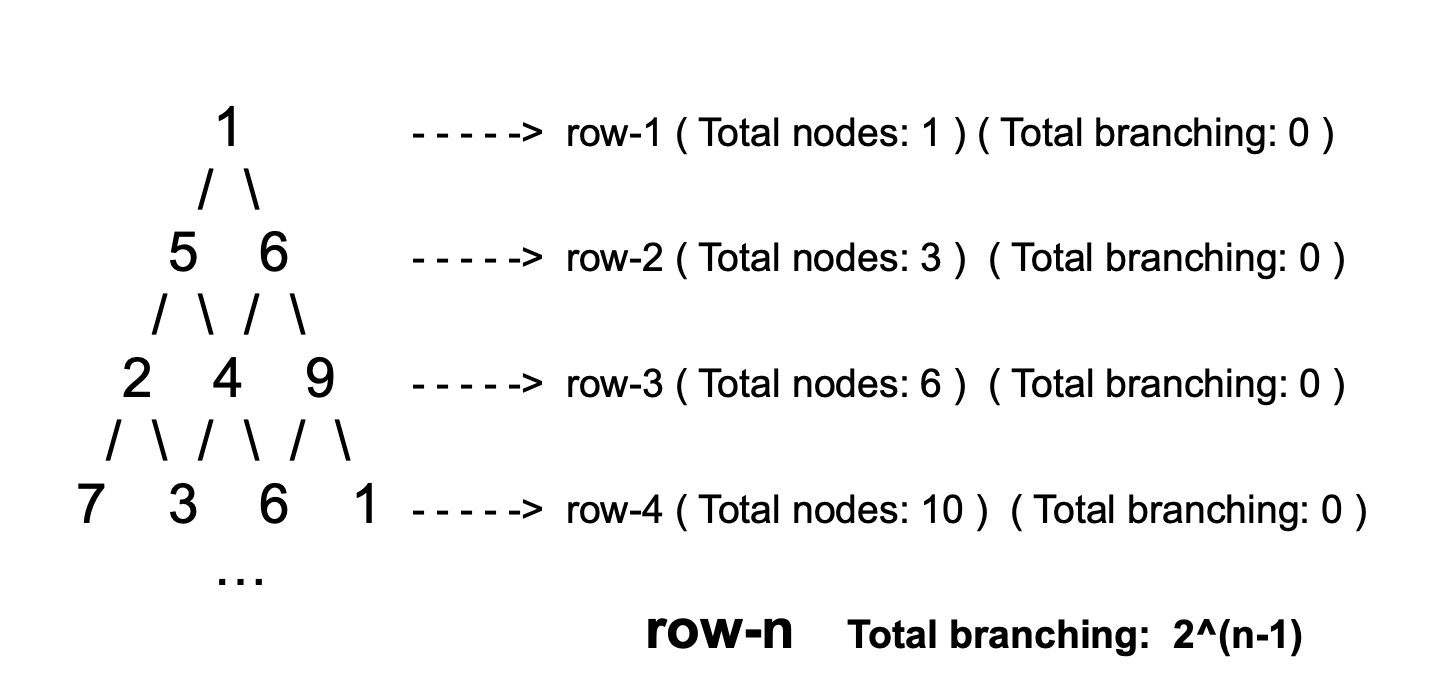 1 - - - - -> row-1 ( Total nodes: 1 ) ( Total branching: 0 )
/ \
5 6 - - - - -> row-2 ( Total nodes: 3 ) ( Total branching: 0 )
/ \ / \
2 4 9 - - - - -> row-3 ( Total nodes: 6 ) ( Total branching: 0 )
/ \ / \ / \
7 3 6 1 - - - - -> row-4 ( Total nodes: 10 ) ( Total branching: 0 )
...
row-n Total branching: 2^(n-1)